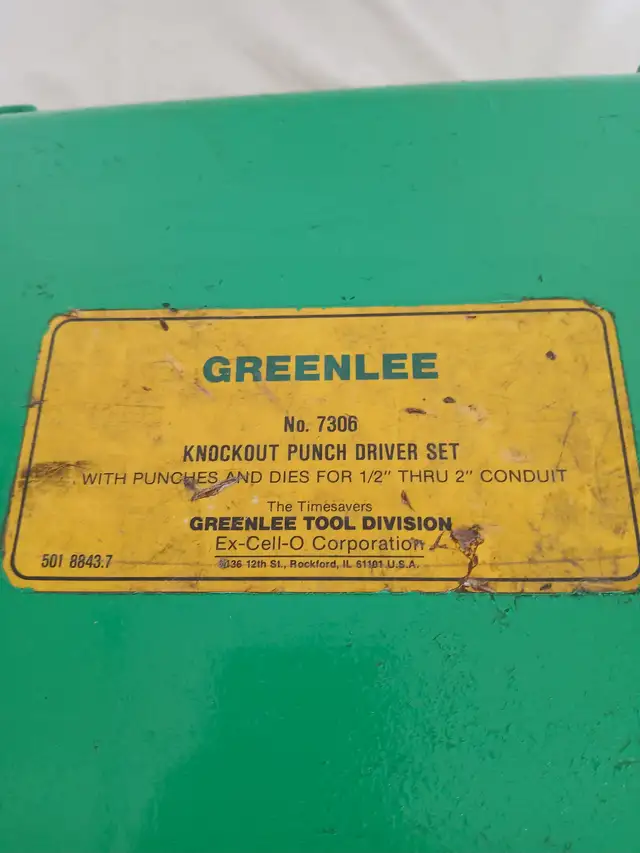 GREENLEE
No. 7306
KNOCKOUT PUNCH DRIVER SET
WITH PUNCHES AND DIES FOR 1/2" THRU 2" CONDUIT
The Timesavers
GREENLEE TOOL DIVISION
Ex-Cell-O Corporation
12th St., Rockford, IL 61101 U.S.A.
501 8843.7